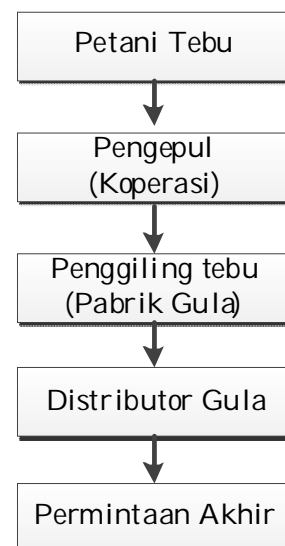 Petani Tebu
Pengepul
(Koperasi)
Penggiling tebu
(Pabrik Gula)
Distributor Gula
Permintaan Akhir